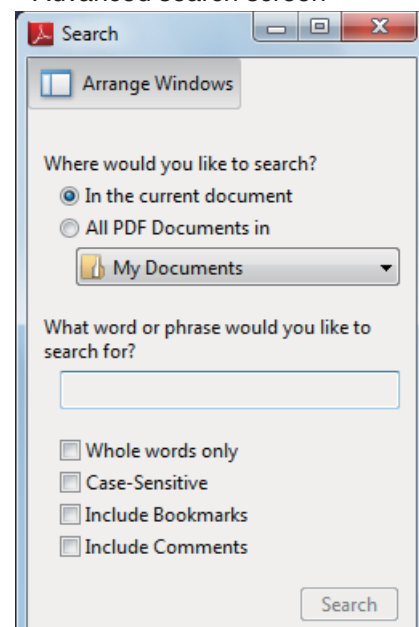 Advanced search screen
Search
Arrange Windows
Where would you like to search?
In the current document
All PDF Documents in
My Documents
What word or phrase would you like to
search for?
Whole words only
Case-Sensitive
Include Bookmarks
Include Comments
Search